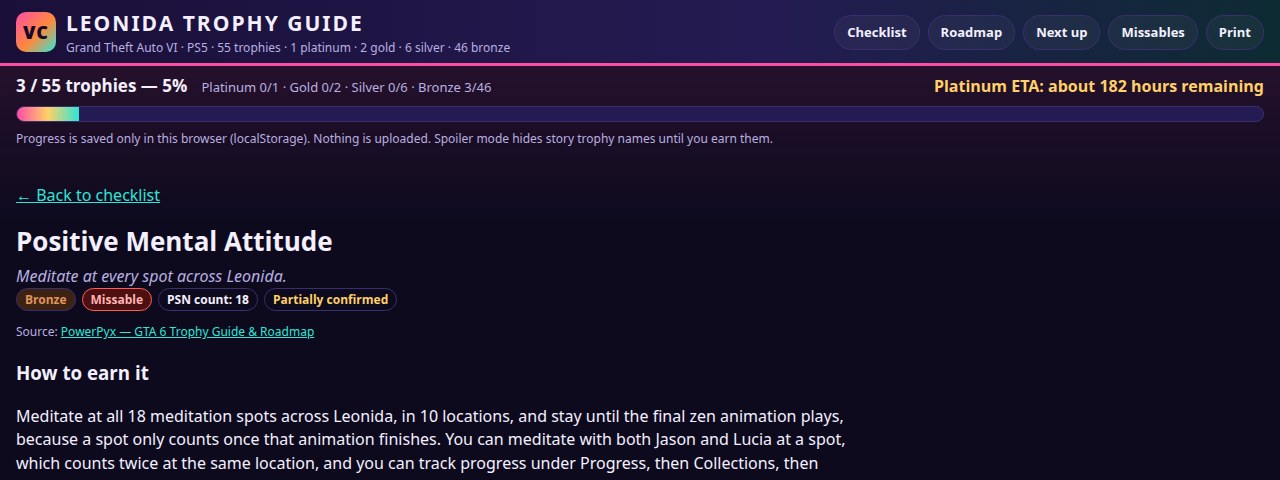 VC
LEONIDA TROPHY GUIDE
Grand Theft Auto VI · PS5 · 55 trophies · 1 platinum · 2 gold · 6 silver · 46 bronze
Checklist
Roadmap
Next up
Missables
Print
3 / 55 trophies — 5%
Platinum 0/1 · Gold 0/2 · Silver 0/6 · Bronze 3/46
Platinum ETA: about 182 hours remaining
Progress is saved only in this browser (localStorage). Nothing is uploaded. Spoiler mode hides story trophy names until you earn them.
← Back to checklist
Positive Mental Attitude
Meditate at every spot across Leonida.
Bronze
Missable
PSN count: 18
Partially confirmed
Source: PowerPyx — GTA 6 Trophy Guide & Roadmap
How to earn it
Meditate at all 18 meditation spots across Leonida, in 10 locations, and stay until the final zen animation plays,
because a spot only counts once that animation finishes. You can meditate with both Jason and Lucia at a spot,
which counts twice at the same location, and you can track progress under Progress, then Collections, then